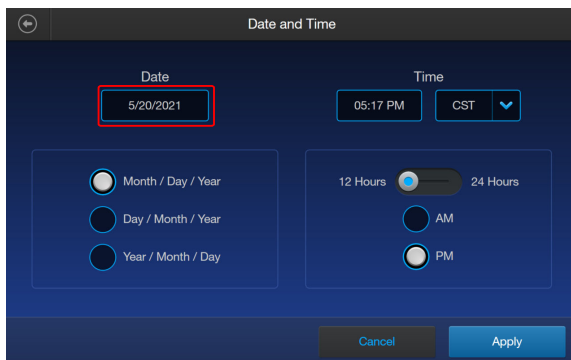 Date and Time
Date
Time
5/20/2021
05:17 PM
CST
Month / Day / Year
Day / Month / Year
Year / Month / Day
12 Hours
24 Hours
AM
PM
Cancel
Apply